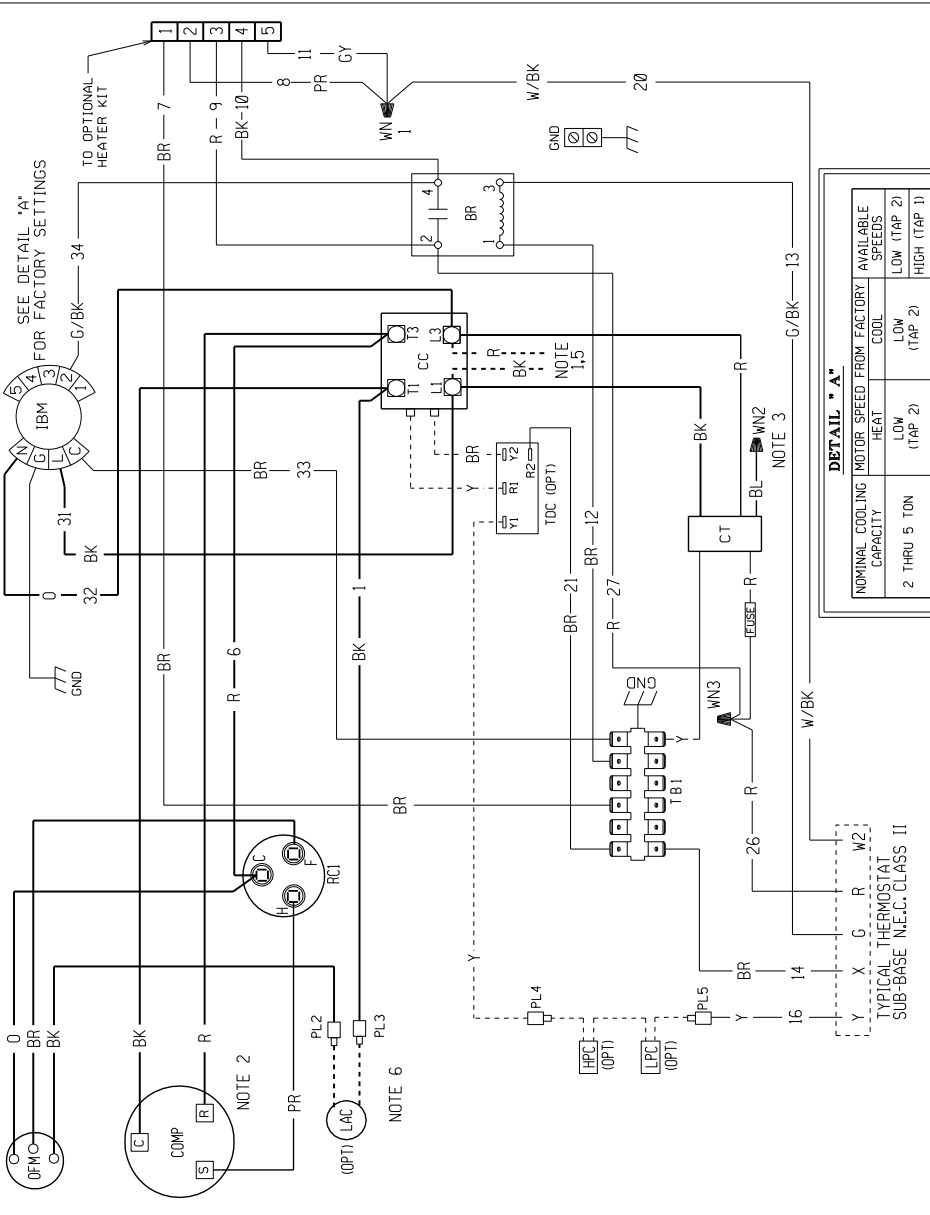 TO OPTIONAL
HEATER KIT
1
2
3
4
5
11
GY
8
PR
BR
7
R
9
BK-10
WN
1
W/BK
20
GND
SEE DETAIL "A"
FOR FACTORY SETTINGS
G/BK
34
5
4
3
2
1
IBM
N
G
L
C
4
3
2
1
BR
31
BK
O
32
GND
BR
33
T3
L3
CC
T1
L1
R
BK
NOTE
1,5
BR
Y
Y2
R2
R1
Y1
TDC (OPT)
G/BK
13
R
BK
WN2
BL
NOTE 3
CT
R
FUSE
BR
12
R
27
BR
21
BR
R
6
BK
1
GND
WN3
Y
TB1
BR
W/BK
R
26
C
F
H
RC1
O
BR
BK
OFM
BK
R
C
R
S
COMP
NOTE 2
PR
PL2
PL3
LAC
(OPT)
NOTE 6
Y
PL4
HPC
(OPT)
LPC
(OPT)
PL5
Y
16
BR
14
Y X G R W2
TYPICAL THERMOSTAT
SUB-BASE N.E.C. CLASS II
DETAIL " A"
NOMINAL COOLING
CAPACITY
MOTOR SPEED FROM FACTORY
HEAT
COOL
AVAILABLE
SPEEDS
2 THRU 5 TON
LOW
(TAP 2)
LOW
(TAP 2)
LOW (TAP 2)
HIGH (TAP 1)